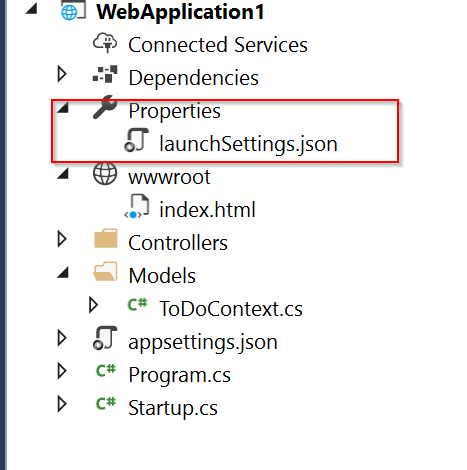 WebApplication1
Connected Services
Dependencies
Properties
launchSettings.json
wwwroot
index.html
Controllers
Models
C# ToDoContext.cs
appsettings.json
C# Program.cs
C# Startup.cs